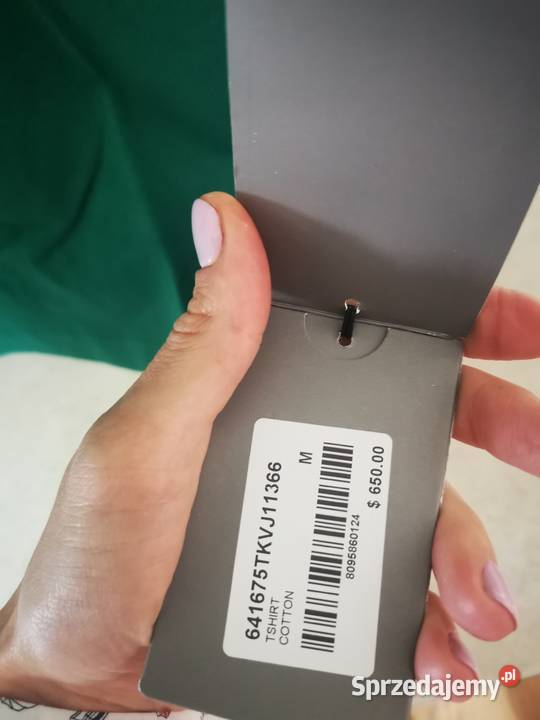 641675TKVJ11366
TSHIRT
COTTON
M
8095860124
$ 650.00
Sprzedajemy.pl